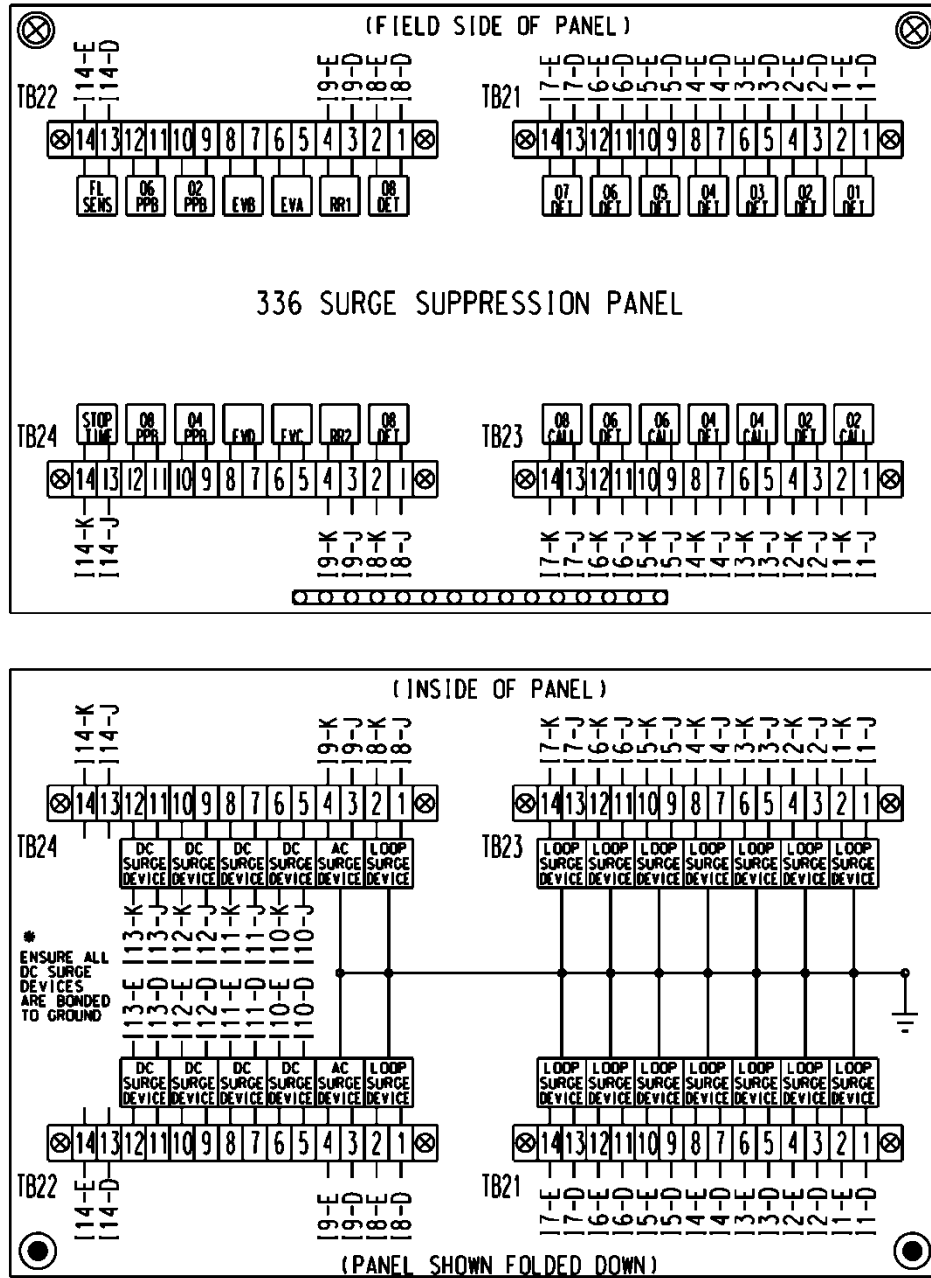 (FIELD SIDE OF PANEL)
I14-E I14-D I9-E I9-D I8-E I8-D
TB22
14 13 12 11 10 9 8 7 6 5 4 3 2 1
FL SENS
06 PPB
02 PPB
EVB
EVA
RR1
08 DET
I7-E I7-D I6-E I6-D I5-E I5-D I4-E I4-D I3-E I3-D I2-E I2-D I1-E I1-D
TB21
14 13 12 11 10 9 8 7 6 5 4 3 2 1
07 DET
06 DET
05 DET
04 DET
03 DET
02 DET
01 DET
336 SURGE SUPPRESSION PANEL
STOP TIME
08 PPB
04 PPB
EVD
EVC
RR2
08 DET
TB24
14 13 12 11 10 9 8 7 6 5 4 3 2 1
I14-K I14-J I9-K I9-J I8-K I8-J
08 CALL
06 DET
06 CALL
04 DET
04 CALL
02 DET
02 CALL
TB23
14 13 12 11 10 9 8 7 6 5 4 3 2 1
I7-K I7-J I6-K I6-J I5-K I5-J I4-K I4-J I3-K I3-J I2-K I2-J I1-K I1-J
(INSIDE OF PANEL)
I14-K I14-J I9-K I9-J I8-K I8-J
14 13 12 11 10 9 8 7 6 5 4 3 2 1
TB24
DC SURGE DEVICE
DC SURGE DEVICE
DC SURGE DEVICE
DC SURGE DEVICE
AC SURGE DEVICE
LOOP SURGE DEVICE
I13-K I13-J I12-K I12-J I11-K I11-J I10-K I10-J
I7-K I7-J I6-K I6-J I5-K I5-J I4-K I4-J I3-K I3-J I2-K I2-J I1-K I1-J
14 13 12 11 10 9 8 7 6 5 4 3 2 1
TB23
LOOP SURGE DEVICE
LOOP SURGE DEVICE
LOOP SURGE DEVICE
LOOP SURGE DEVICE
LOOP SURGE DEVICE
LOOP SURGE DEVICE
LOOP SURGE DEVICE
*
ENSURE ALL
DC SURGE
DEVICES
ARE BONDED
TO GROUND
I13-E I13-D I12-E I12-D I11-E I11-D I10-E I10-D
DC SURGE DEVICE
DC SURGE DEVICE
DC SURGE DEVICE
DC SURGE DEVICE
AC SURGE DEVICE
LOOP SURGE DEVICE
14 13 12 11 10 9 8 7 6 5 4 3 2 1
TB22
I14-E I14-D I9-E I9-D I8-E I8-D
LOOP SURGE DEVICE
LOOP SURGE DEVICE
LOOP SURGE DEVICE
LOOP SURGE DEVICE
LOOP SURGE DEVICE
LOOP SURGE DEVICE
LOOP SURGE DEVICE
14 13 12 11 10 9 8 7 6 5 4 3 2 1
TB21
I7-E I7-D I6-E I6-D I5-E I5-D I4-E I4-D I3-E I3-D I2-E I2-D I1-E I1-D
(PANEL SHOWN FOLDED DOWN)